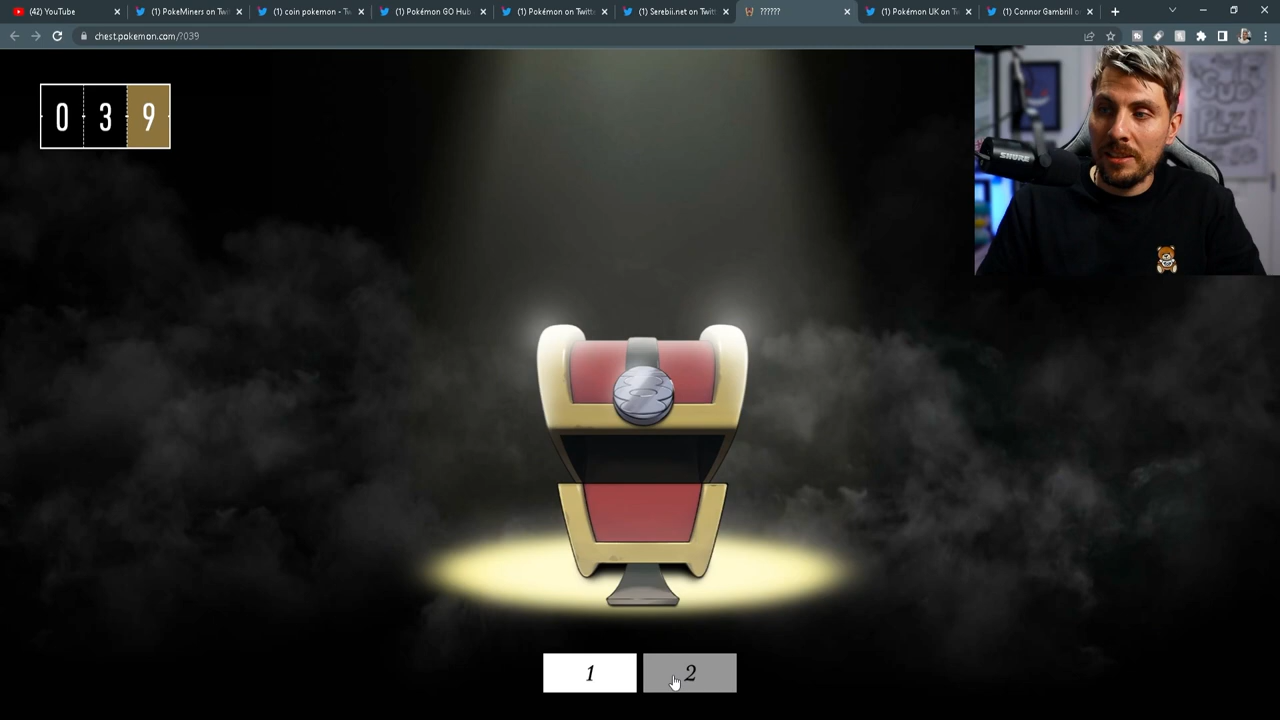 (42) YouTube
(1) PokeMiners on Twi
(1) coin pokemon - Tw
(1) Pokémon GO Hub
(1) Pokémon on Twitte
(1) Serebii.net on Twitt
??????
(1) Pokémon UK on T
(1) Connor Gambrill o
chest.pokemon.com/?039
0 3 9
SHURE
1
2